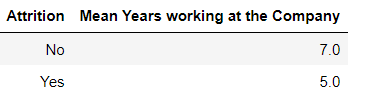 Attrition Mean Years working at the Company
No 7.0
Yes 5.0